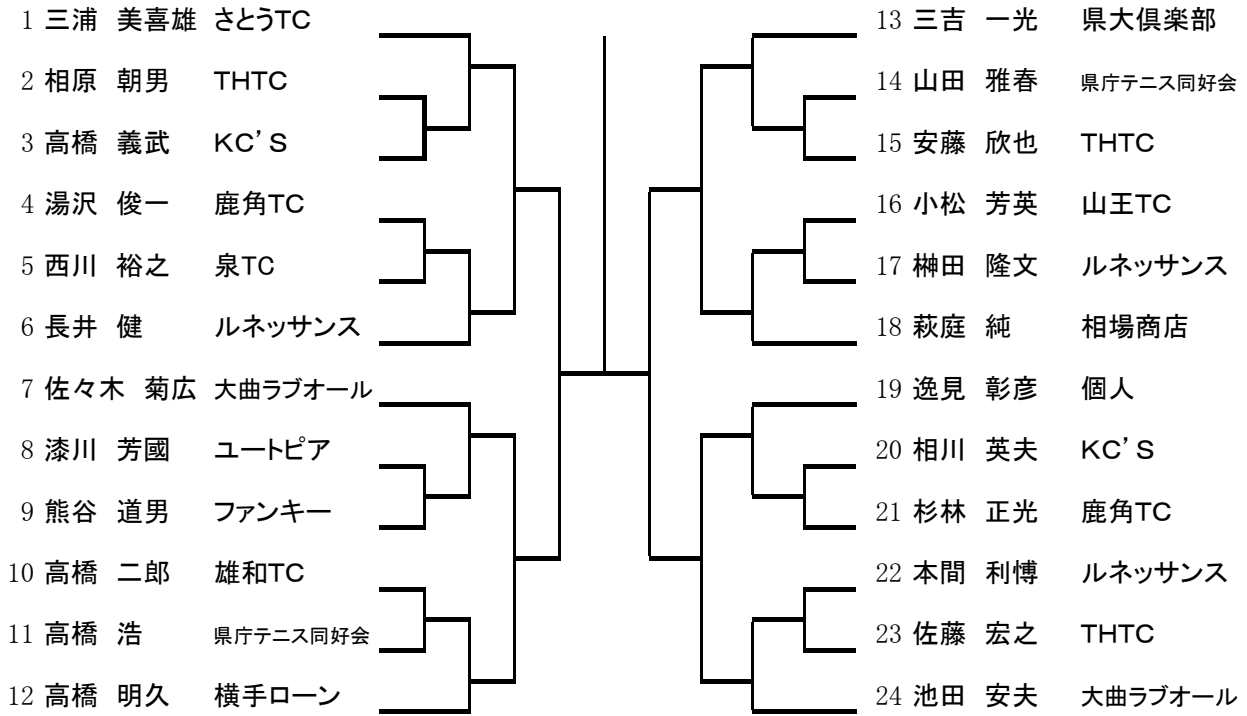 1 三浦 美喜雄 さとうTC
2 相原 朝男 THTC
3 高橋 義武 KC'S
4 湯沢 俊一 鹿角TC
5 西川 裕之 泉TC
6 長井 健 ルネッサンス
7 佐々木 菊広 大曲ラブオール
8 漆川 芳國 ユートピア
9 熊谷 道男 ファンキー
10 高橋 二郎 雄和TC
11 高橋 浩 県庁テニス同好会
12 高橋 明久 横手ローン
13 三吉 一光 県大倶楽部
14 山田 雅春 県庁テニス同好会
15 安藤 欣也 THTC
16 小松 芳英 山王TC
17 榊田 隆文 ルネッサンス
18 萩庭 純 相場商店
19 逸見 彰彦 個人
20 相川 英夫 KC'S
21 杉林 正光 鹿角TC
22 本間 利博 ルネッサンス
23 佐藤 宏之 THTC
24 池田 安夫 大曲ラブオール